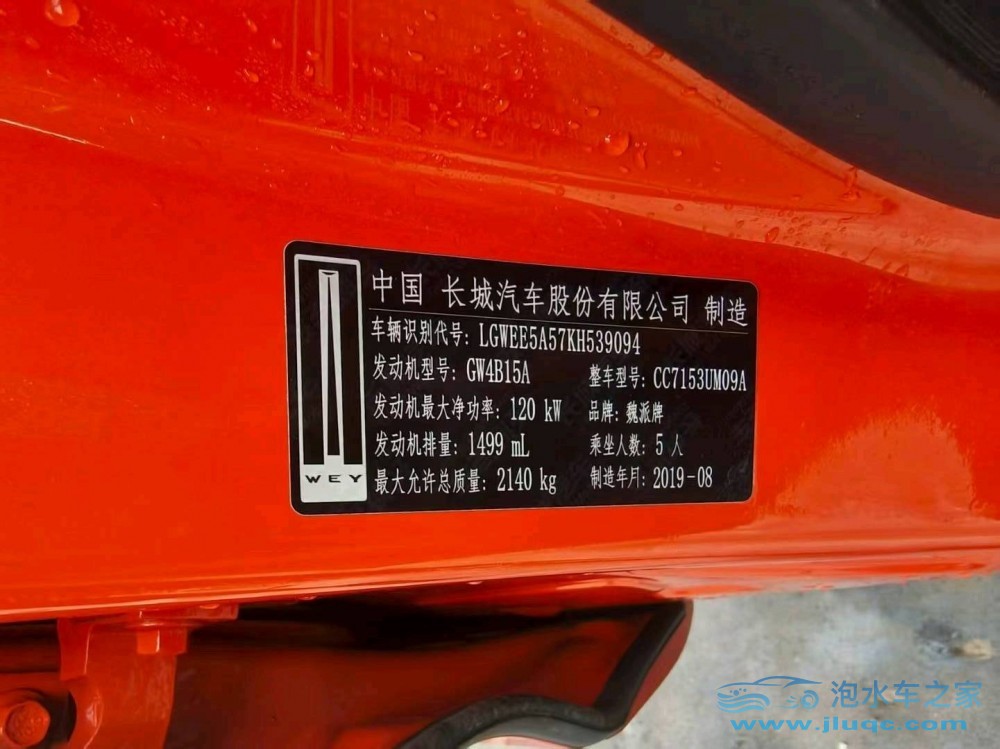 中国 长城汽车股份有限公司 制造
车辆识别代号: LGWEE5A57KH539094
发动机型号: GW4B15A 整车型号: CC7153UM09A
发动机最大净功率: 120 kW 品牌: 魏派牌
发动机排量: 1499 mL 乘坐人数: 5 人
最大允许总质量: 2140 kg 制造年月: 2019-08
WEY
泡水车之家
www.jluqc.com